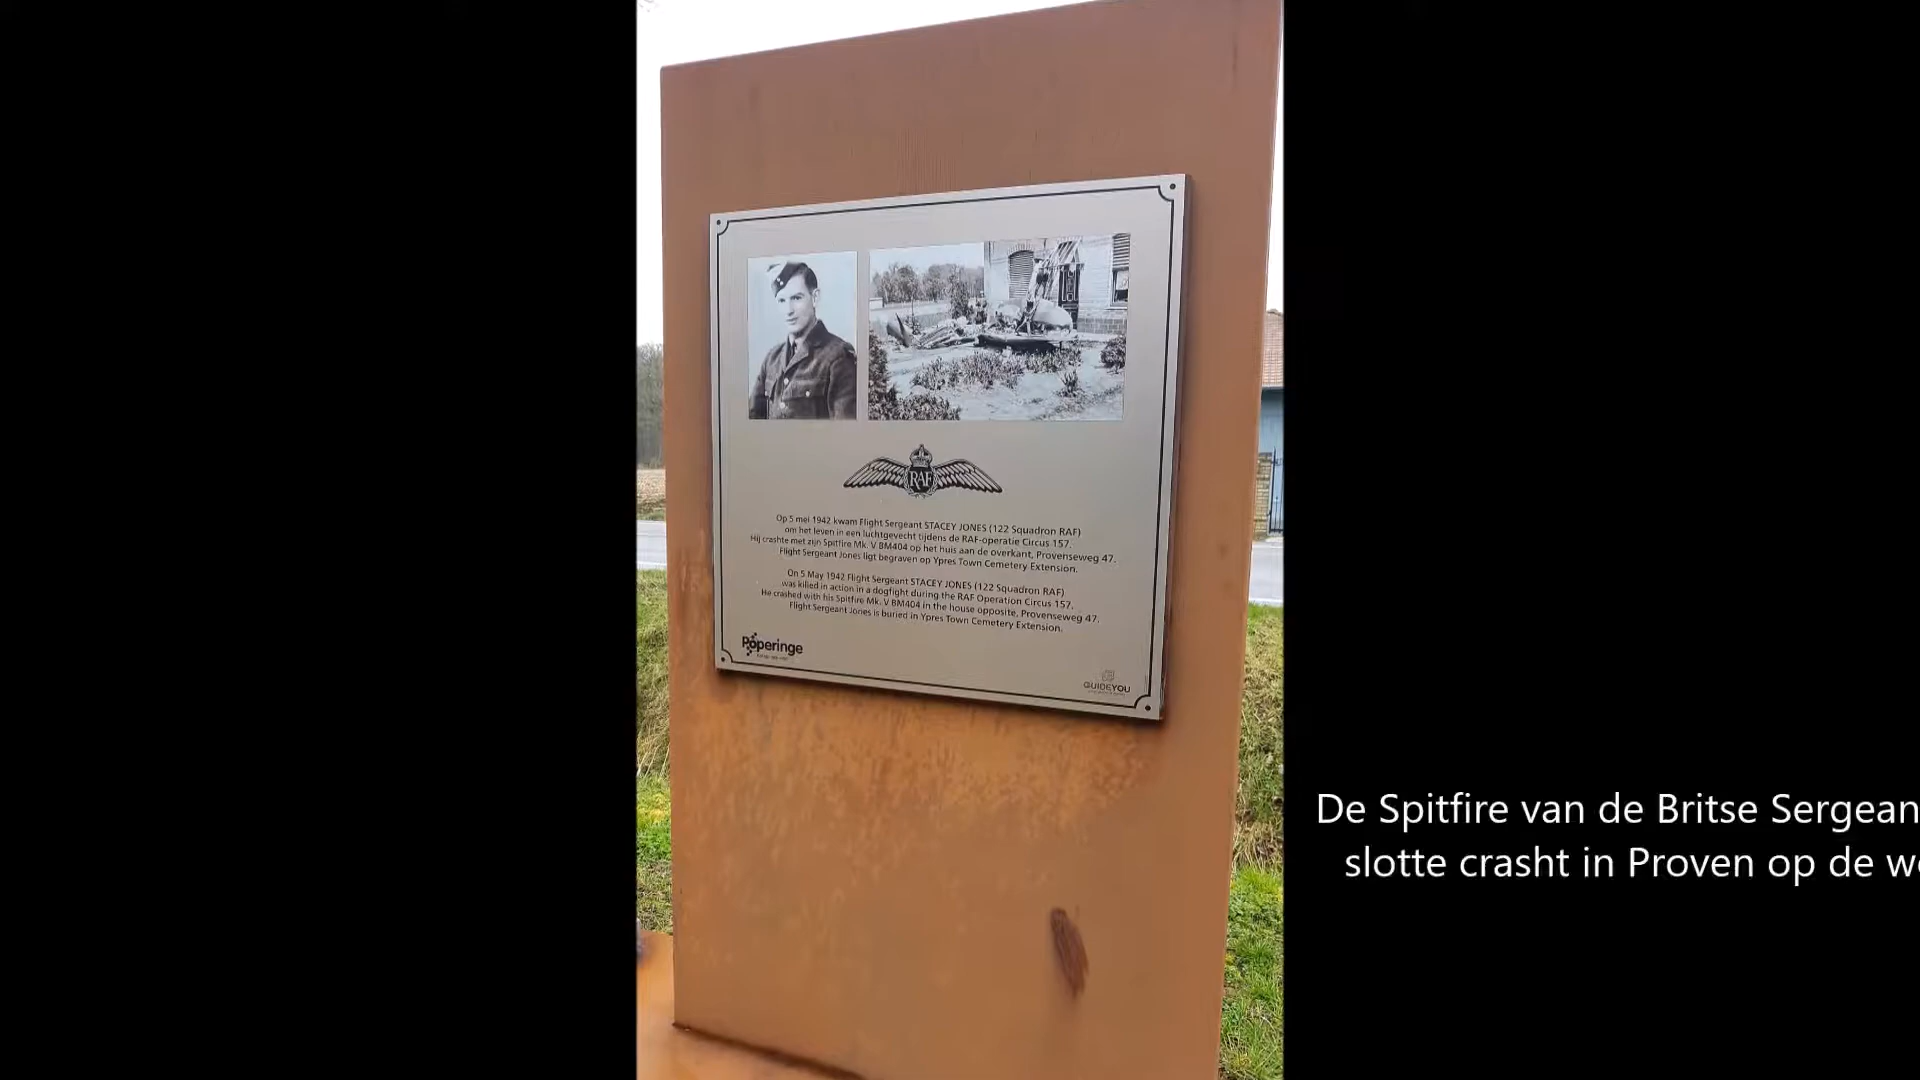 RAF
Op 5 mei 1942 kwam Flight Sergeant STACEY JONES (122 Squadron RAF)
om het leven in een luchtgevecht tijdens de RAF-operatie Circus 157.
Hij crashte met zijn Spitfire Mk. V BM404 op het huis aan de overkant, Provenseweg 47.
Flight Sergeant Jones ligt begraven op Ypres Town Cemetery Extension.
On 5 May 1942 Flight Sergeant STACEY JONES (122 Squadron RAF)
was killed in action in a dogfight during the RAF Operation Circus 157.
He crashed with his Spitfire Mk. V BM404 in the house opposite, Provenseweg 47.
Flight Sergeant Jones is buried in Ypres Town Cemetery Extension.
Poperinge
GUIDEYOU
De Spitfire van de Britse Sergean
slotte crasht in Proven op de